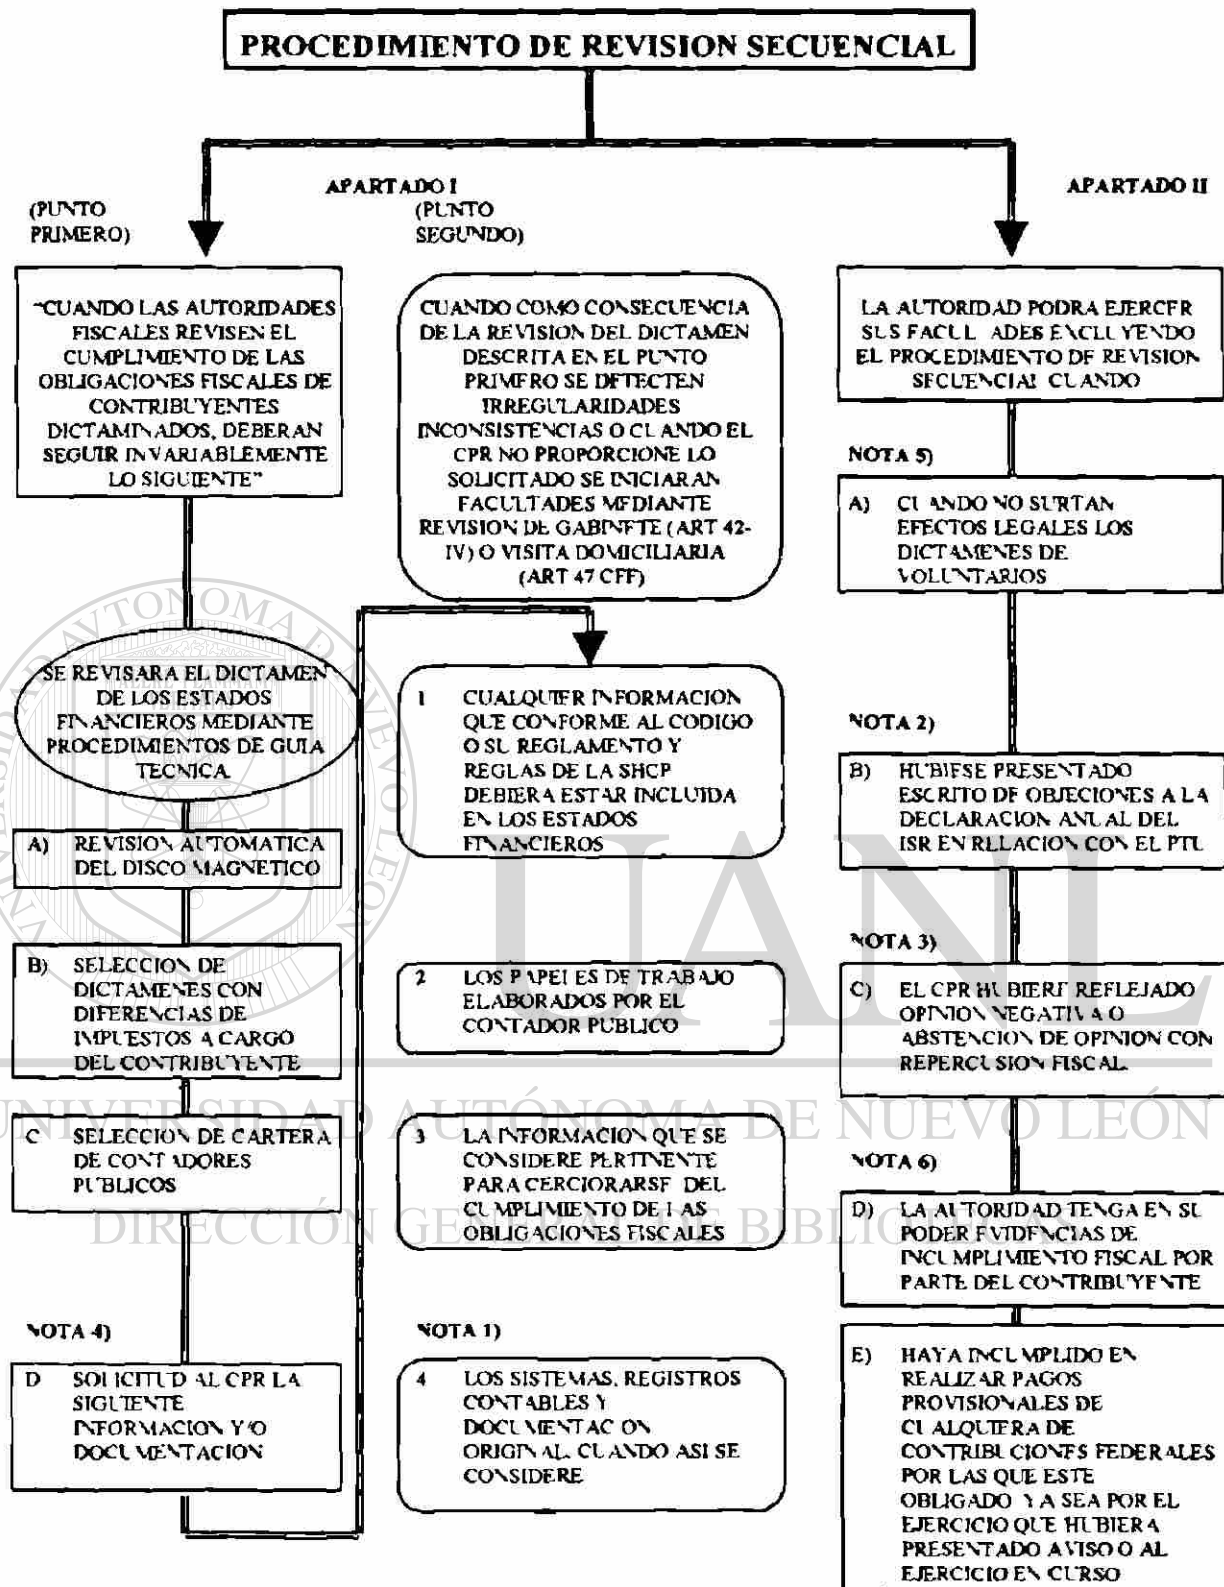 PROCEDIMIENTO DE REVISION SECUENCIAL
APARTADO I
(PUNTO
PRIMERO)
"CUANDO LAS AUTORIDADES
FISCALES REVISEN EL
CUMPLIMIENTO DE LAS
OBLIGACIONES FISCALES DE
CONTRIBUYENTES
DICTAMINADOS, DEBERAN
SEGUIR INVARIABLEMENTE
LO SIGUIENTE"
SE REVISARA EL DICTAMEN
DE LOS ESTADOS
FINANCIEROS MEDIANTE
PROCEDIMIENTOS DE GUIA
TECNICA
A) REVISION AUTOMATICA
DEL DISCO MAGNETICO
B) SELECCION DE
DICTAMENES CON
DIFERENCIAS DE
IMPUESTOS A CARGO
DEL CONTRIBUYENTE
C SELECCION DE CARTERA
DE CONTADORES
PUBLICOS
NOTA 4)
D SOLICITUD AL CPR LA
SIGUIENTE
INFORMACION Y/O
DOCUMENTACION
(PUNTO
SEGUNDO)
CUANDO COMO CONSECUENCIA
DE LA REVISION DEL DICTAMEN
DESCRITA EN EL PUNTO
PRIMERO SE DETECTEN
IRREGULARIDADES
INCONSISTENCIAS O CUANDO EL
CPR NO PROPORCIONE LO
SOLICITADO SE INICIARAN
FACULTADES MEDIANTE
REVISION DE GABINETE (ART 42-
IV) O VISITA DOMICILIARIA
(ART 47 CFF)
1 CUALQUIER INFORMACION
QUE CONFORME AL CODIGO
O SU REGLAMENTO Y
REGLAS DE LA SHCP
DEBIERA ESTAR INCLUIDA
EN LOS ESTADOS
FINANCIEROS
2 LOS PAPELES DE TRABAJO
ELABORADOS POR EL
CONTADOR PUBLICO
3 LA INFORMACION QUE SE
CONSIDERE PERTINENTE
PARA CERCIORARSE DEL
CUMPLIMIENTO DE LAS
OBLIGACIONES FISCALES
NOTA 1)
4 LOS SISTEMAS, REGISTROS
CONTABLES Y
DOCUMENTACION
ORIGINAL, CUANDO ASI SE
CONSIDERE
APARTADO II
LA AUTORIDAD PODRA EJERCER
SUS FACULTADES EXCLUYENDO
EL PROCEDIMIENTO DE REVISION
SECUENCIAL CUANDO
NOTA 5)
A) CUANDO NO SURTAN
EFECTOS LEGALES LOS
DICTAMENES DE
VOLUNTARIOS
NOTA 2)
B) HUBIESE PRESENTADO
ESCRITO DE OBJECIONES A LA
DECLARACION ANUAL DEL
ISR EN RELACION CON EL PTU
NOTA 3)
C) EL CPR HUBIERE REFLEJADO
OPINION NEGATIVA O
ABSTENCION DE OPINION CON
REPERCUSION FISCAL
NOTA 6)
D) LA AUTORIDAD TENGA EN SU
PODER EVIDENCIAS DE
INCUMPLIMIENTO FISCAL POR
PARTE DEL CONTRIBUYENTE
E) HAYA INCUMPLIDO EN
REALIZAR PAGOS
PROVISIONALES DE
CUALQUIERA DE
CONTRIBUCIONES FEDERALES
POR LAS QUE ESTE
OBLIGADO YA SEA POR EL
EJERCICIO QUE HUBIERA
PRESENTADO AVISO O AL
EJERCICIO EN CURSO
UANL
UNIVERSIDAD AUTÓNOMA DE NUEVO LEÓN
DIRECCIÓN GENERAL DE BIBLIOTECAS
UNIVERSIDAD AUTONOMA DE NUEVO LEON